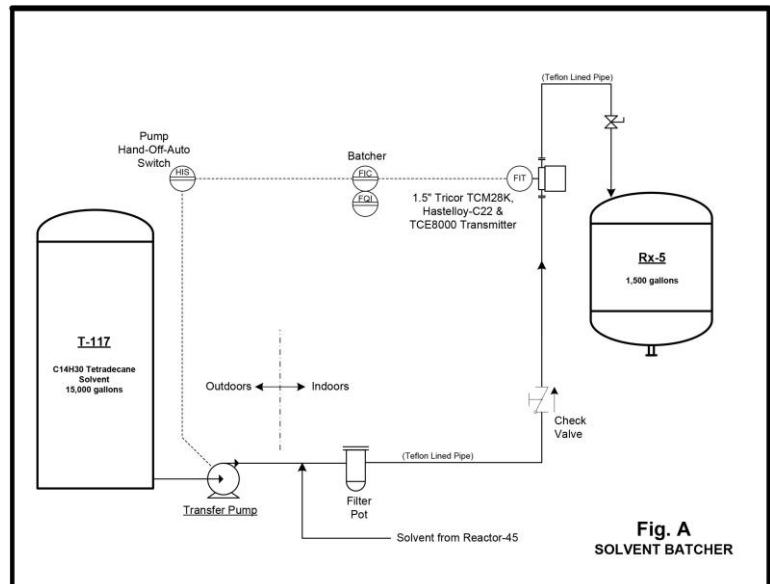 (Teflon Lined Pipe)
Pump
Hand-Off-Auto
Switch
HIS
Batcher
FIC
FQI
FIT
1.5" Tricor TCM28K,
Hastelloy-C22 &
TCE8000 Transmitter
Rx-5
1,500 gallons
T-117
C14H30 Tetradecane
Solvent
15,000 gallons
Outdoors
Indoors
Check
Valve
(Teflon Lined Pipe)
Transfer Pump
Filter
Pot
Solvent from Reactor-45
Fig. A
SOLVENT BATCHER